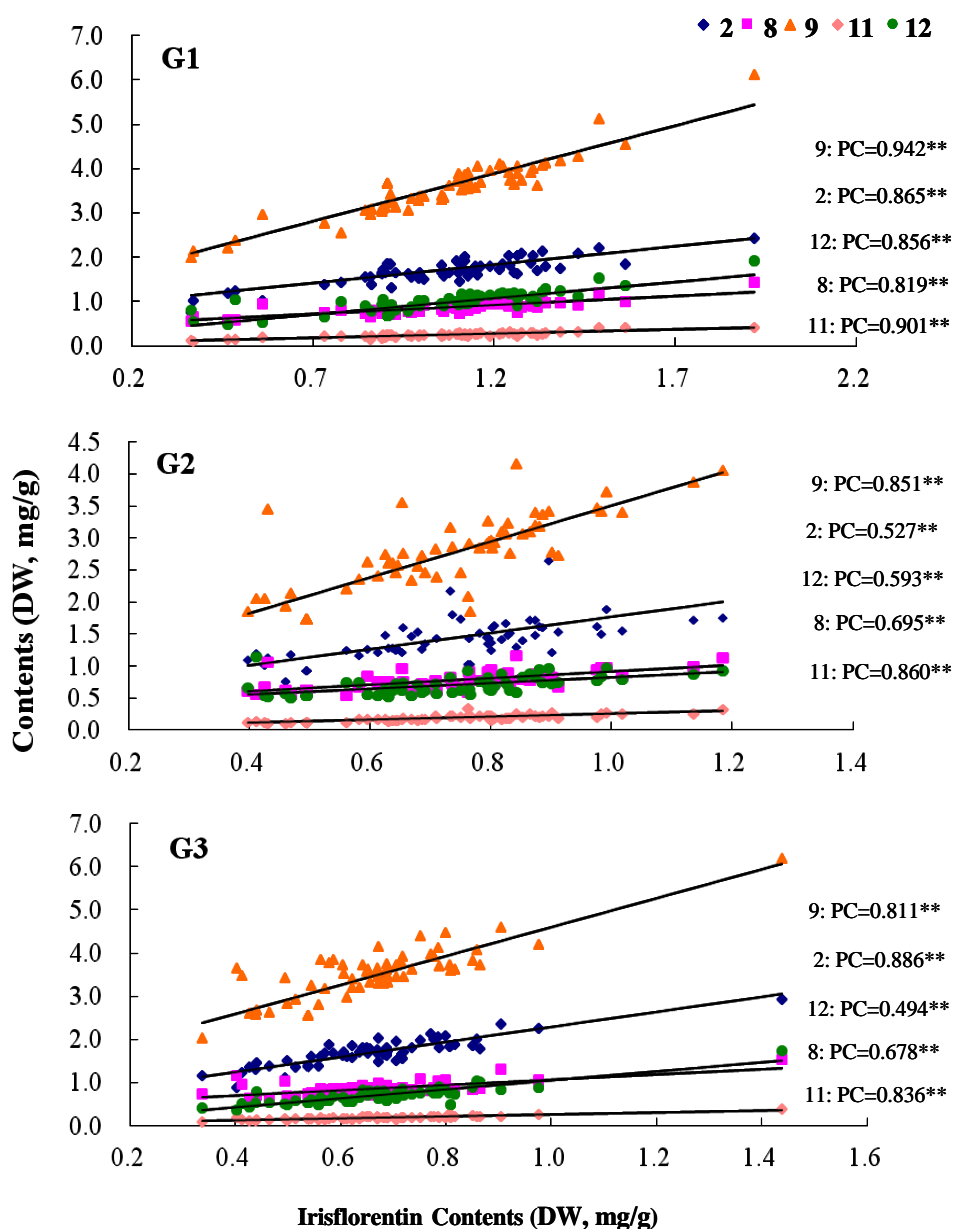 2 8 9 11 12
G1
7.0
6.0
5.0
4.0
3.0
2.0
1.0
0.0
0.2 0.7 1.2 1.7 2.2
9: PC=0.942**
2: PC=0.865**
12: PC=0.856**
8: PC=0.819**
11: PC=0.901**
G2
4.5
4.0
3.5
3.0
2.5
2.0
1.5
1.0
0.5
0.0
0.2 0.4 0.6 0.8 1.0 1.2 1.4
9: PC=0.851**
2: PC=0.527**
12: PC=0.593**
8: PC=0.695**
11: PC=0.860**
Contents (DW, mg/g)
G3
7.0
6.0
5.0
4.0
3.0
2.0
1.0
0.0
0.2 0.4 0.6 0.8 1.0 1.2 1.4 1.6
9: PC=0.811**
2: PC=0.886**
12: PC=0.494**
8: PC=0.678**
11: PC=0.836**
Irisflorentin Contents (DW, mg/g)